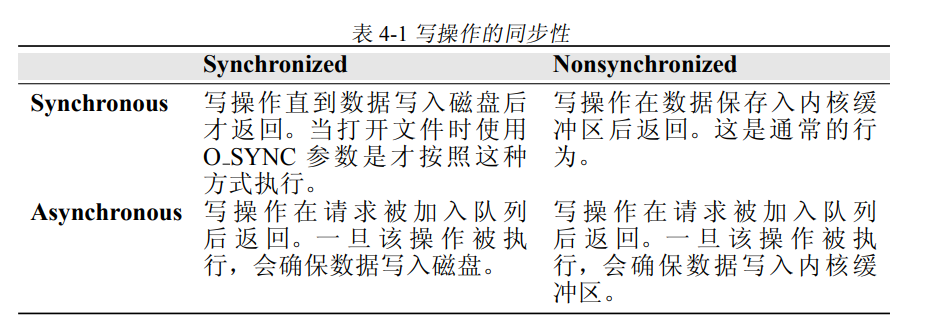 表 4-1 写操作的同步性
Synchronized Nonsynchronized
Synchronous 写操作直到数据写入磁盘后 写操作在数据保存入内核缓
才返回。当打开文件时使用 冲区后返回。这是通常的行
O_SYNC 参数是才按照这种 为。
方式执行。
Asynchronous 写操作在请求被加入队列 写操作在请求被加入队列
后返回。一旦该操作被执 后返回。一旦该操作被执
行，会确保数据写入磁盘。 行，会确保数据写入内核缓
冲区。